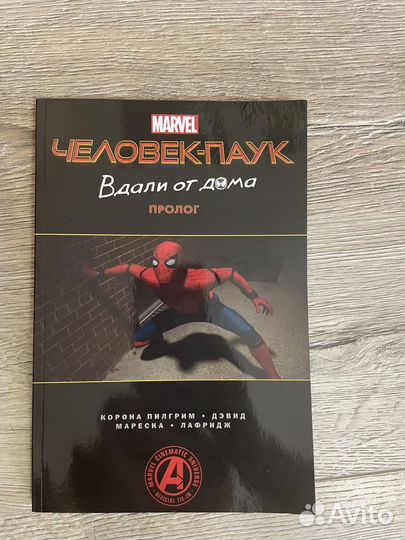 MARVEL
ЧЕЛОВЕК-ПАУК
Вдали от дома
ПРОЛОГ
КОРОНА ПИЛГРИМ • ДЭВИД
МАРЕСКА • ЛАФРИДЖ
MARVEL CINEMATIC UNIVERSE
A
OFFICIAL TIE-IN
Avito